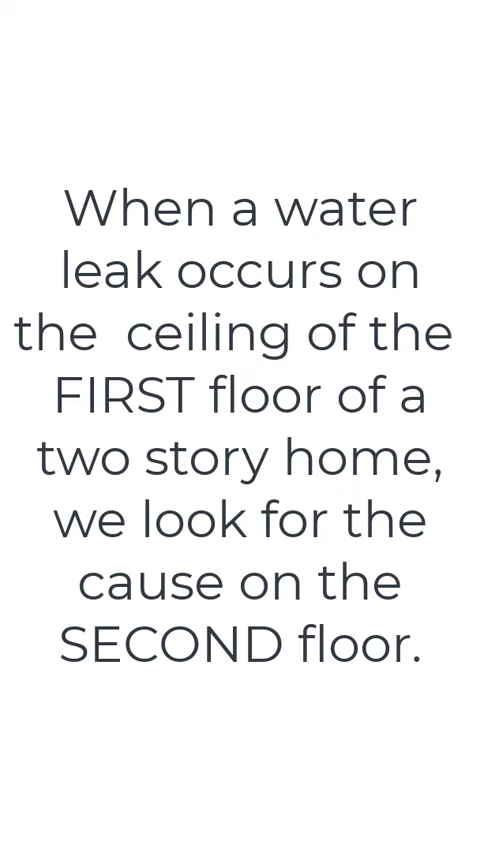 When a water
leak occurs on
the  ceiling of the
FIRST floor of a
two story home,
we look for the
cause on the
SECOND floor.